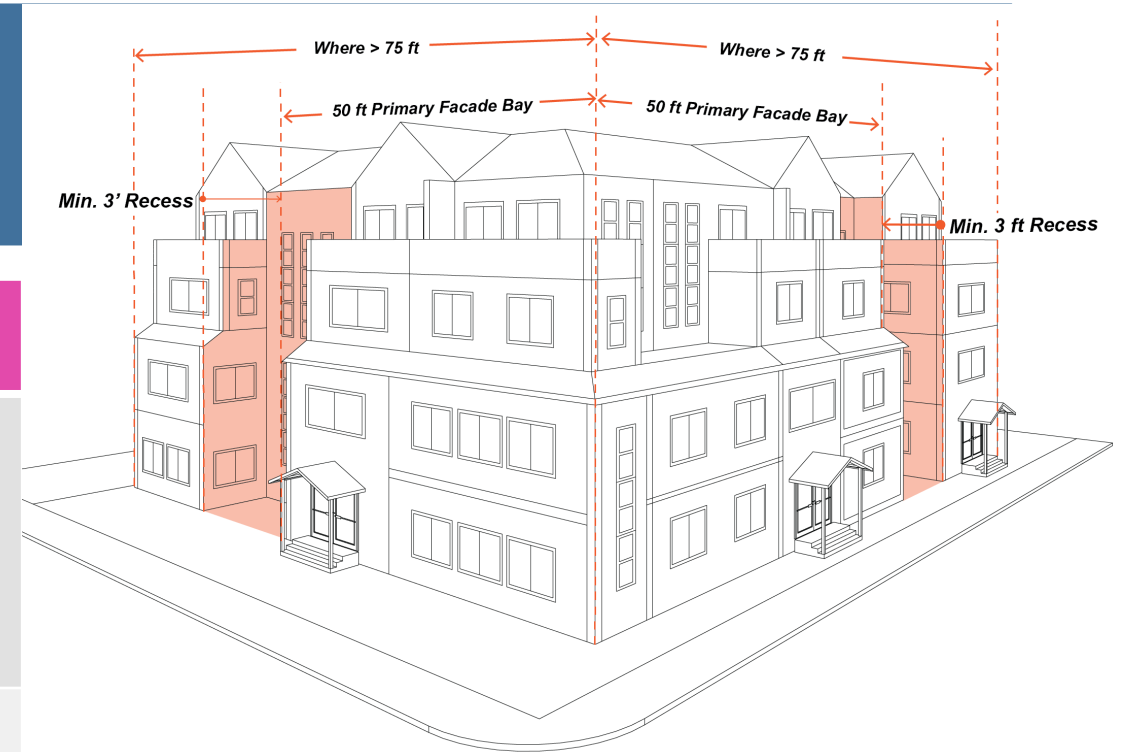 Where > 75 ft
Where > 75 ft
50 ft Primary Facade Bay
50 ft Primary Facade Bay
Min. 3' Recess
Min. 3 ft Recess